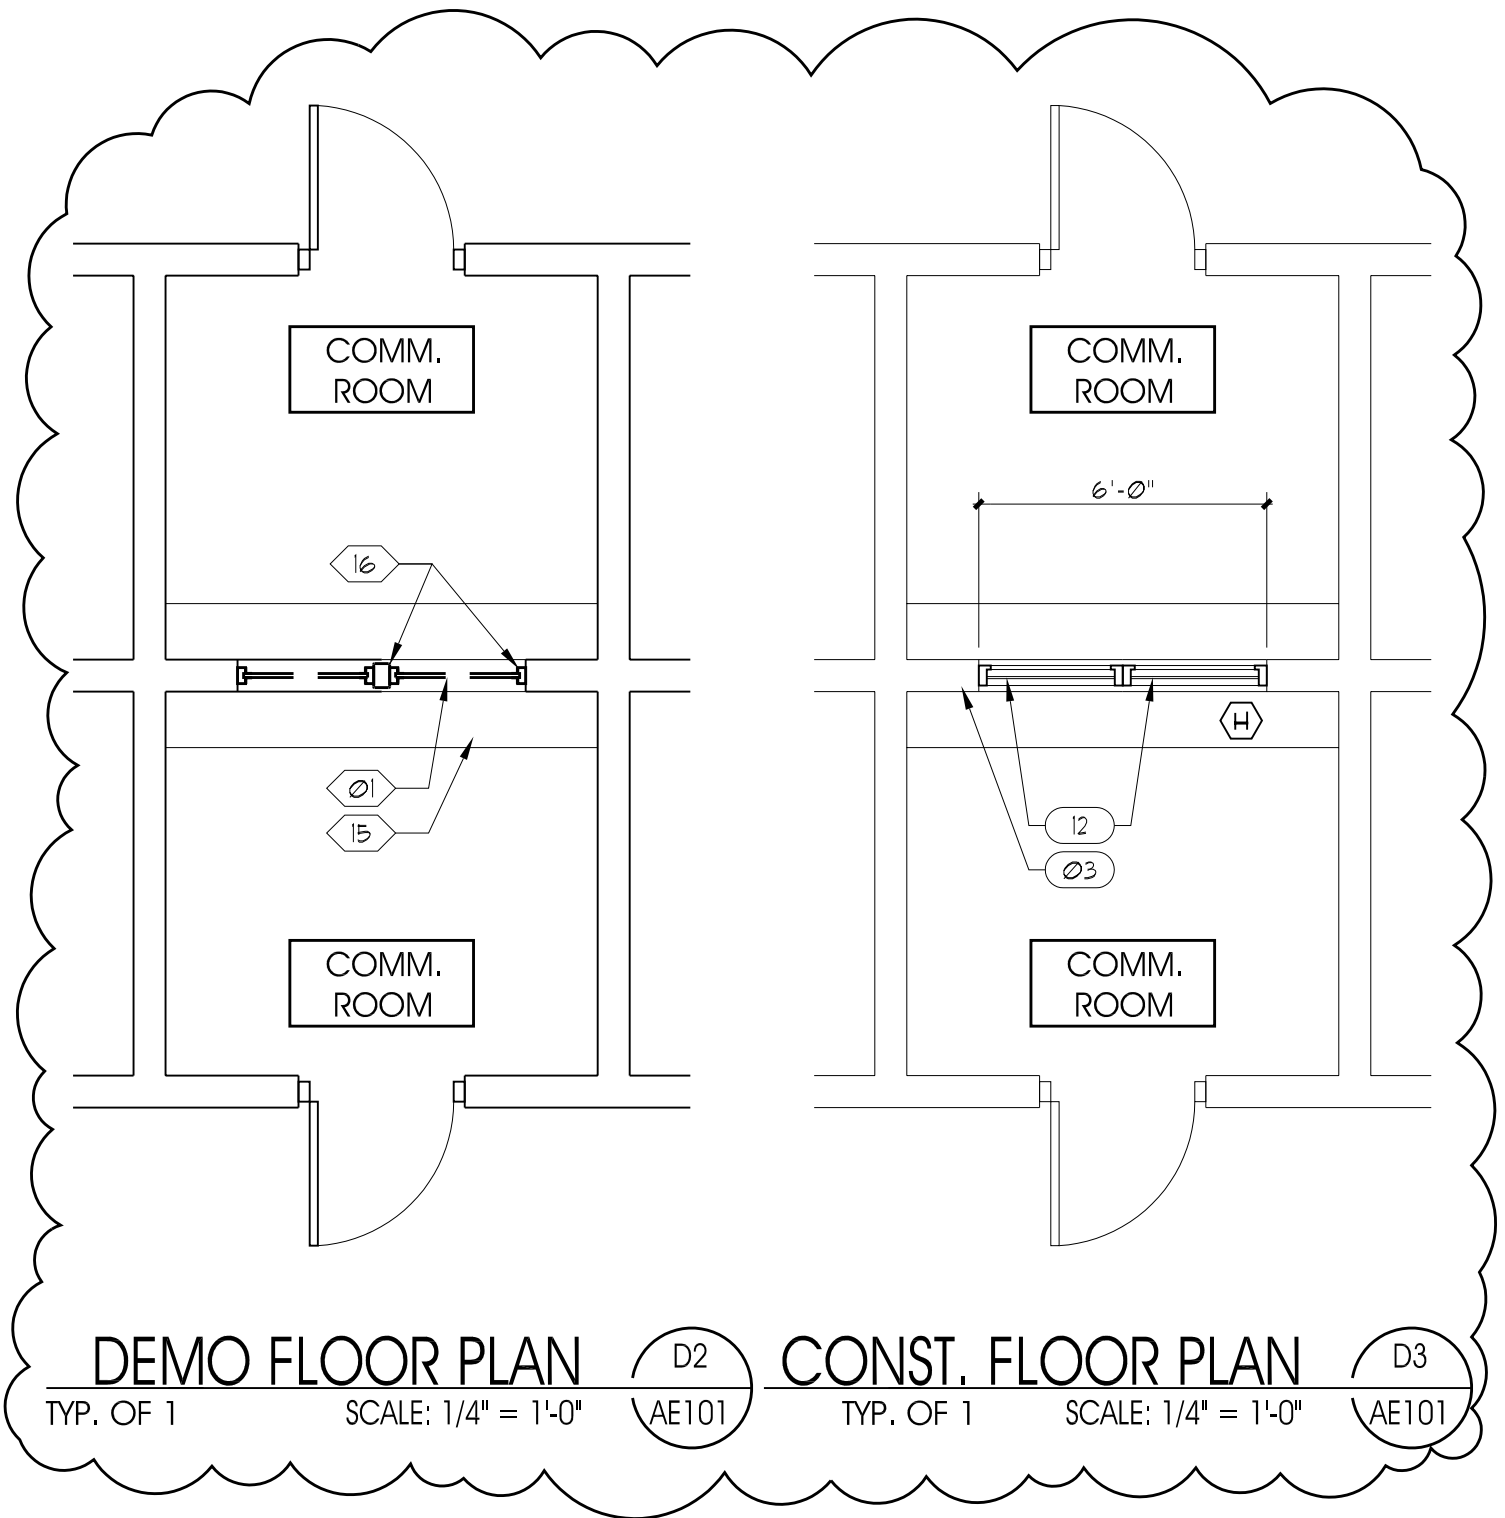 COMM.
ROOM
16
Ø1
15
COMM.
ROOM
DEMO FLOOR PLAN
TYP. OF 1
SCALE: 1/4" = 1'-0"
D2
AE101
COMM.
ROOM
6'-Ø"
H
12
Ø3
COMM.
ROOM
CONST. FLOOR PLAN
TYP. OF 1
SCALE: 1/4" = 1'-0"
D3
AE101